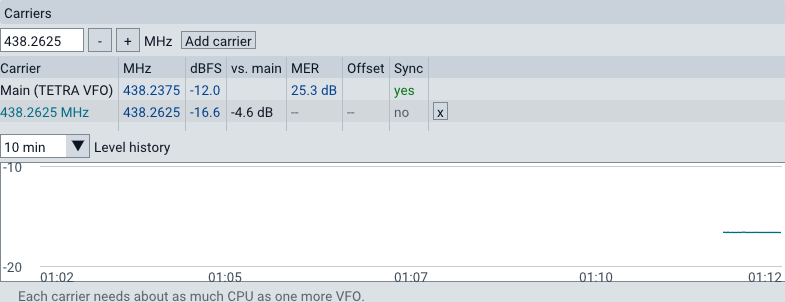 Carriers
438.2625 - + MHz Add carrier
Carrier MHz dBFS vs. main MER Offset Sync
Main (TETRA VFO) 438.2375 -12.0 25.3 dB yes
438.2625 MHz 438.2625 -16.6 -4.6 dB -- -- no x
10 min Level history
-10
-20
01:02 01:05 01:07 01:10 01:12
Each carrier needs about as much CPU as one more VFO.